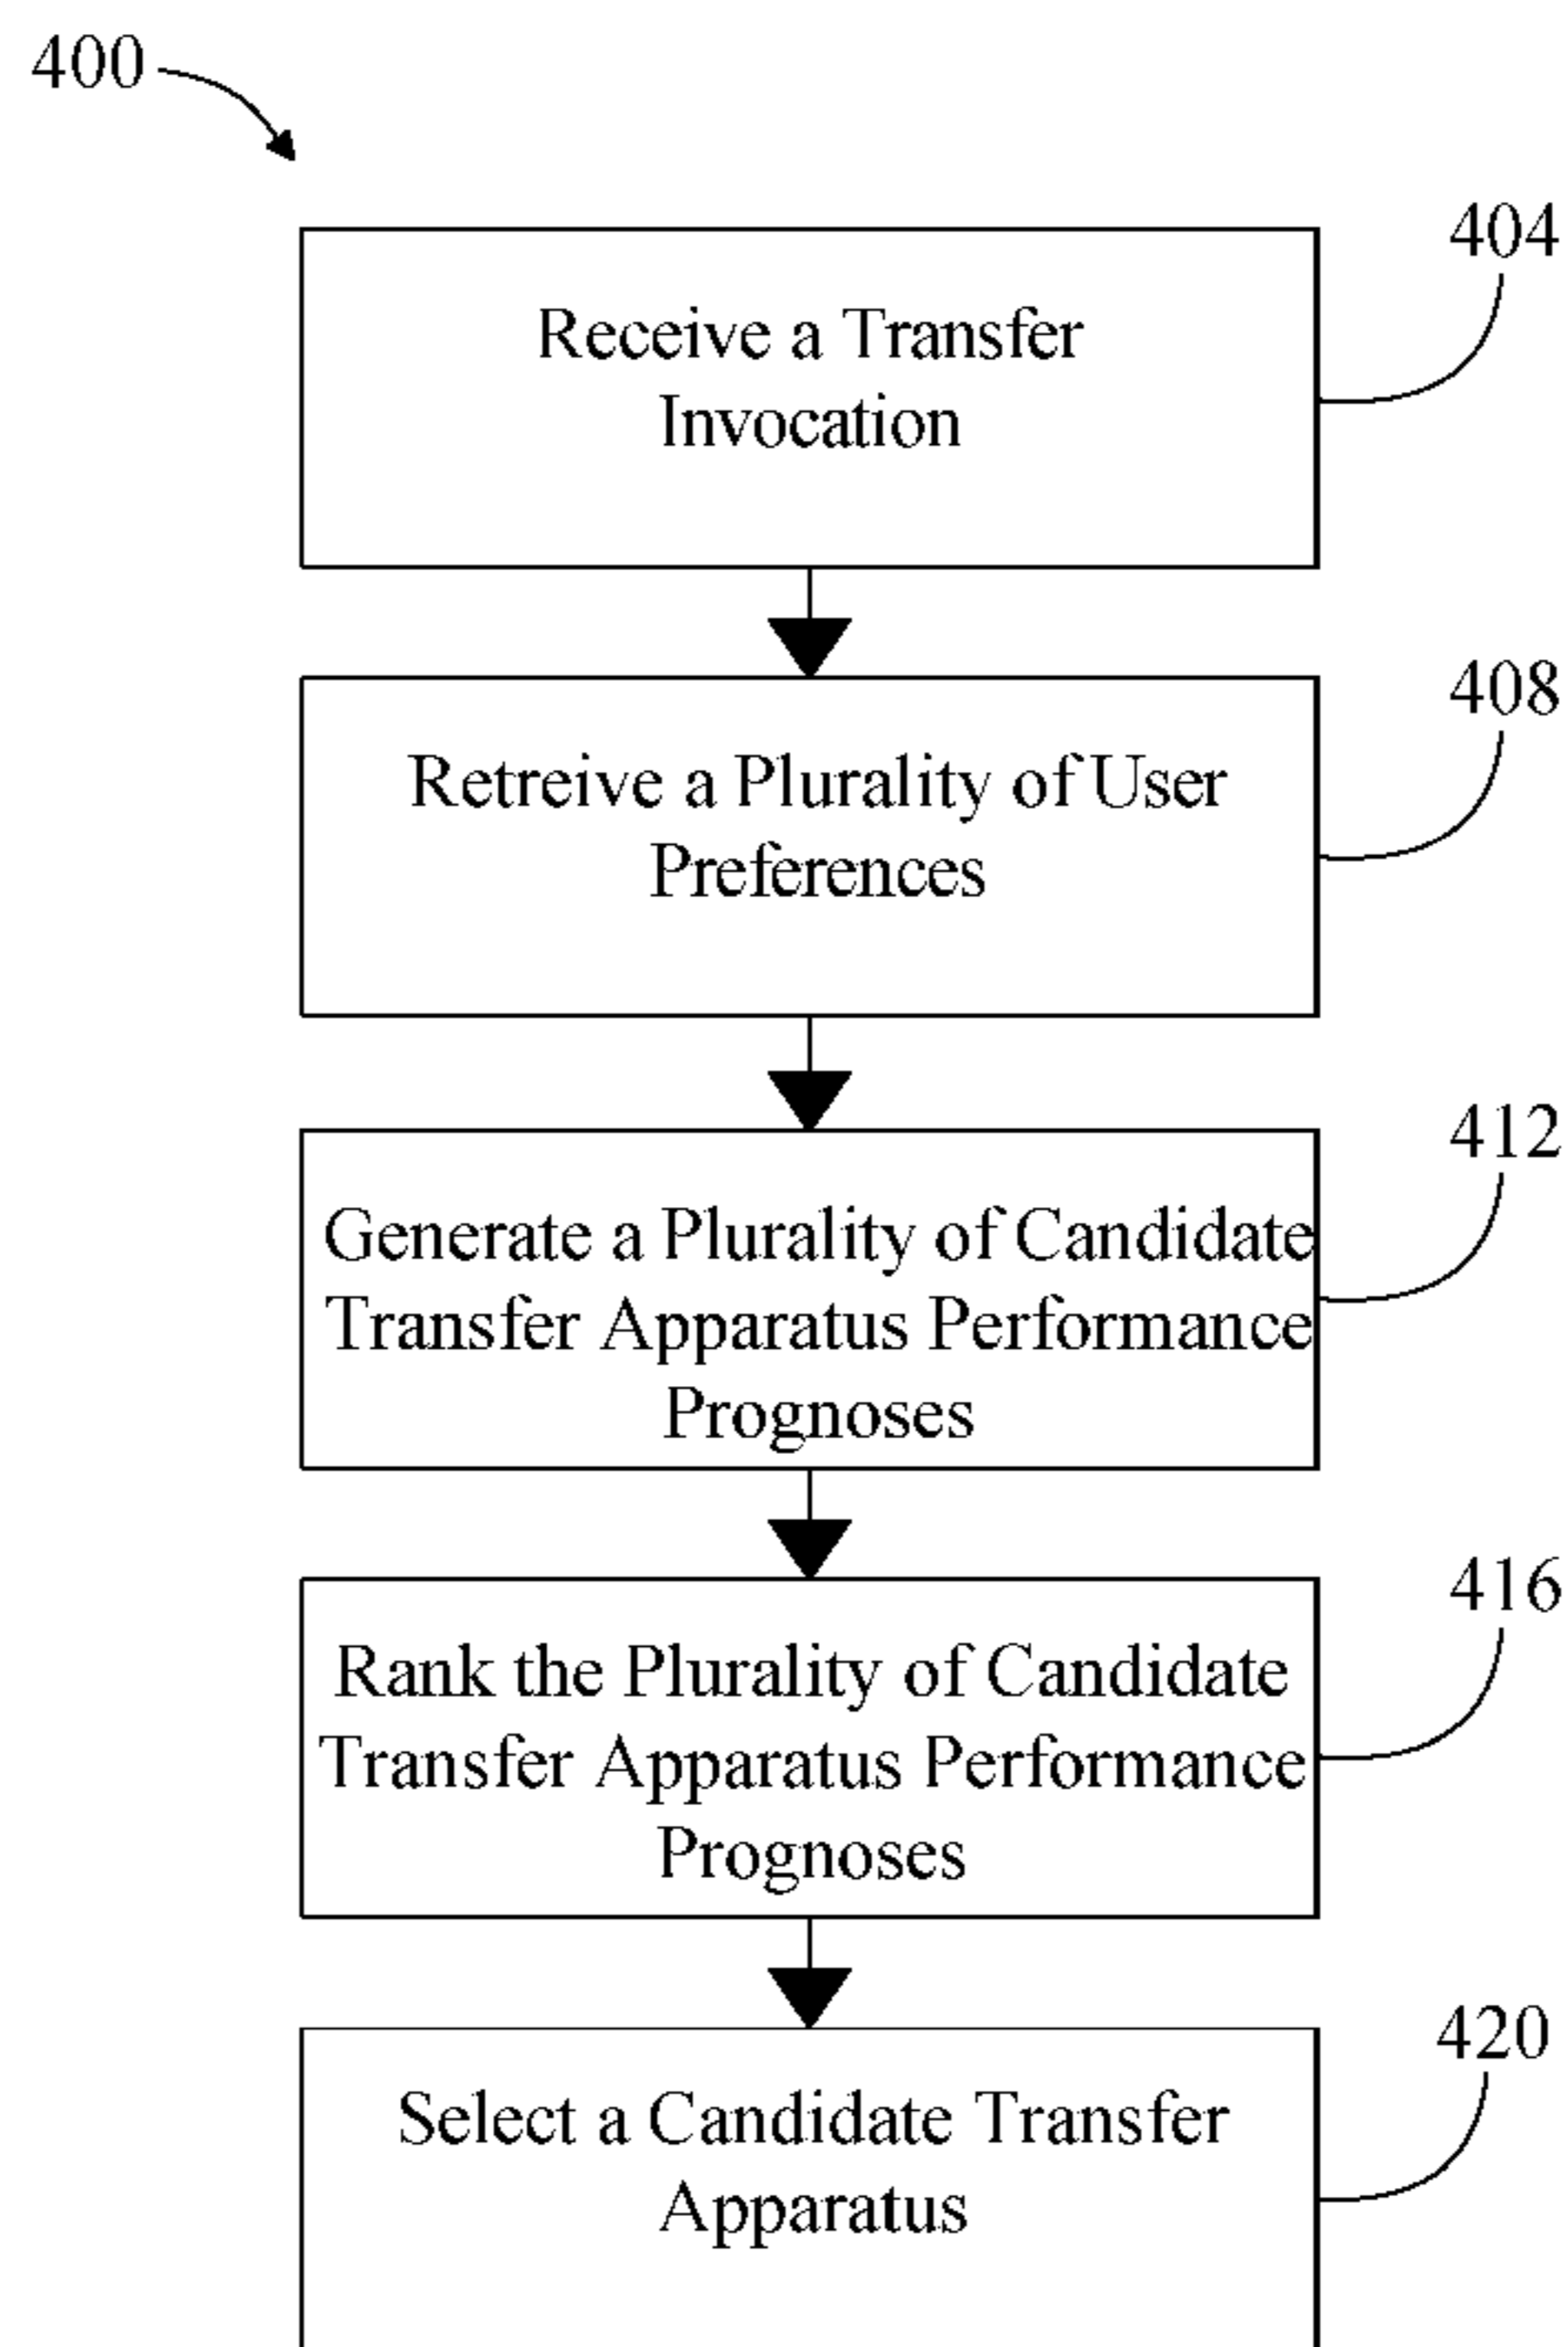 400
404
Receive a Transfer
Invocation
408
Retreive a Plurality of User
Preferences
412
Generate a Plurality of Candidate
Transfer Apparatus Performance
Prognoses
416
Rank the Plurality of Candidate
Transfer Apparatus Performance
Prognoses
420
Select a Candidate Transfer
Apparatus